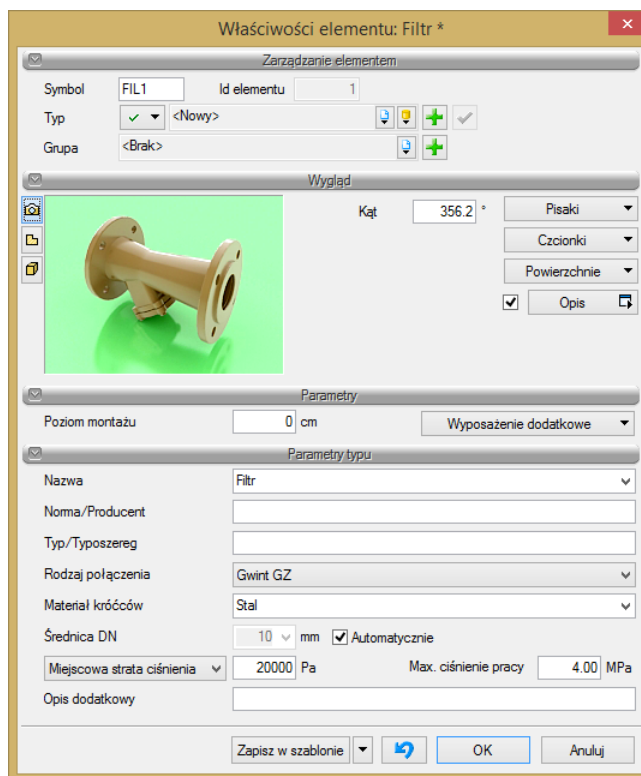 Właściwości elementu: Filtr *
Zarządzanie elementem
Symbol FIL1 Id elementu 1
Typ <Nowy>
Grupa <Brak>
Wygląd
Kąt 356.2 ° Pisaki
Czcionki
Powierzchnie
Opis
Parametry
Poziom montażu 0 cm Wyposażenie dodatkowe
Parametry typu
Nazwa Filtr
Norma/Producent
Typ/Typoszereg
Rodzaj połączenia Gwint GZ
Materiał króćców Stal
Średnica DN 10 mm Automatycznie
Miejscowa strata ciśnienia 20000 Pa Max. ciśnienie pracy 4.00 MPa
Opis dodatkowy
Zapisz w szablonie OK Anuluj